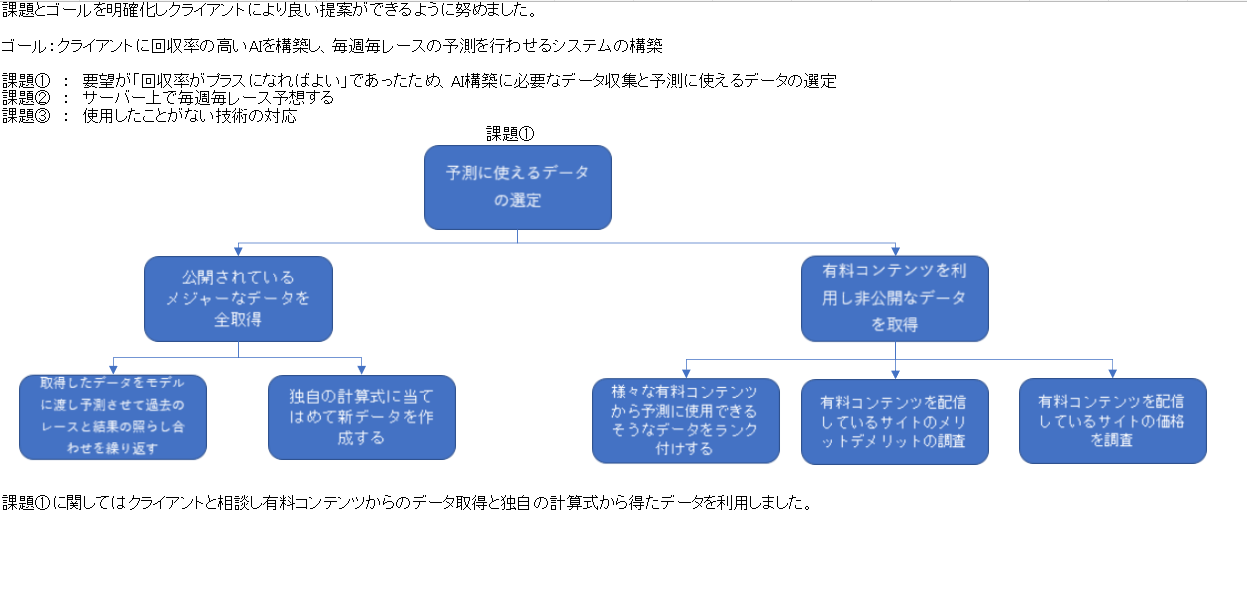 課題とゴールを明確化しクライアントにより良い提案ができるように努めました。
ゴール：クライアントに回収率の高いAIを構築し、毎週毎レースの予測を行わせるシステムの構築
課題① ： 要望が「回収率がプラスになればよい」であったため、AI構築に必要なデータ収集と予測に使えるデータの選定
課題② ： サーバー上で毎週毎レース予想する
課題③ ： 使用したことがない技術の対応
課題①
予測に使えるデータ
の選定
公開されている
メジャーなデータを
全取得
有料コンテンツを利
用し非公開なデータ
を取得
取得したデータをモデル
に渡し予測させて過去の
レースと結果の照らし合
わせを繰り返す
独自の計算式に当て
はめて新データを作
成する
様々な有料コンテンツ
から予測に使用できる
そうなデータをランク
付けする
有料コンテンツを配信
しているサイトのメリ
ットデメリットの調査
有料コンテンツを配信
しているサイトの価格
を調査
課題①に関してはクライアントと相談し有料コンテンツからのデータ取得と独自の計算式から得たデータを利用しました。